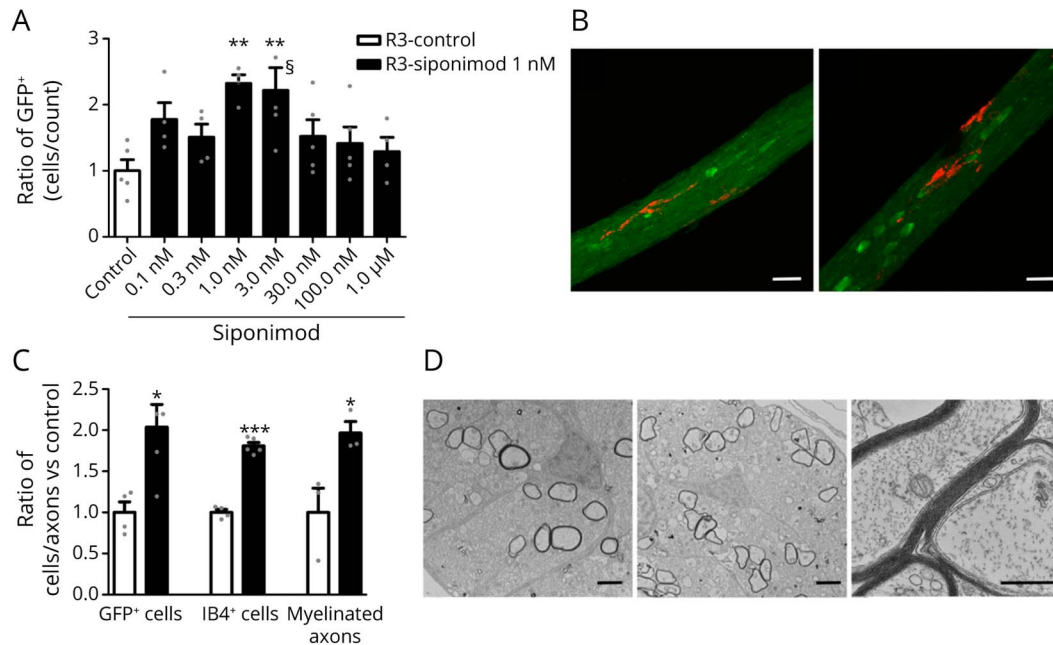 A
B
Ratio of GFP⁺
(cells/count)
3
2
1
0
**
**
§
R3-control
R3-siponimod 1 nM
Control
0.1 nM
0.3 nM
1.0 nM
3.0 nM
30.0 nM
100.0 nM
1.0 µM
Siponimod
C
D
Ratio of
cells/axons vs control
2.5
2.0
1.5
1.0
0.5
0.0
*
***
*
GFP⁺ cells
IB4⁺ cells
Myelinated
axons